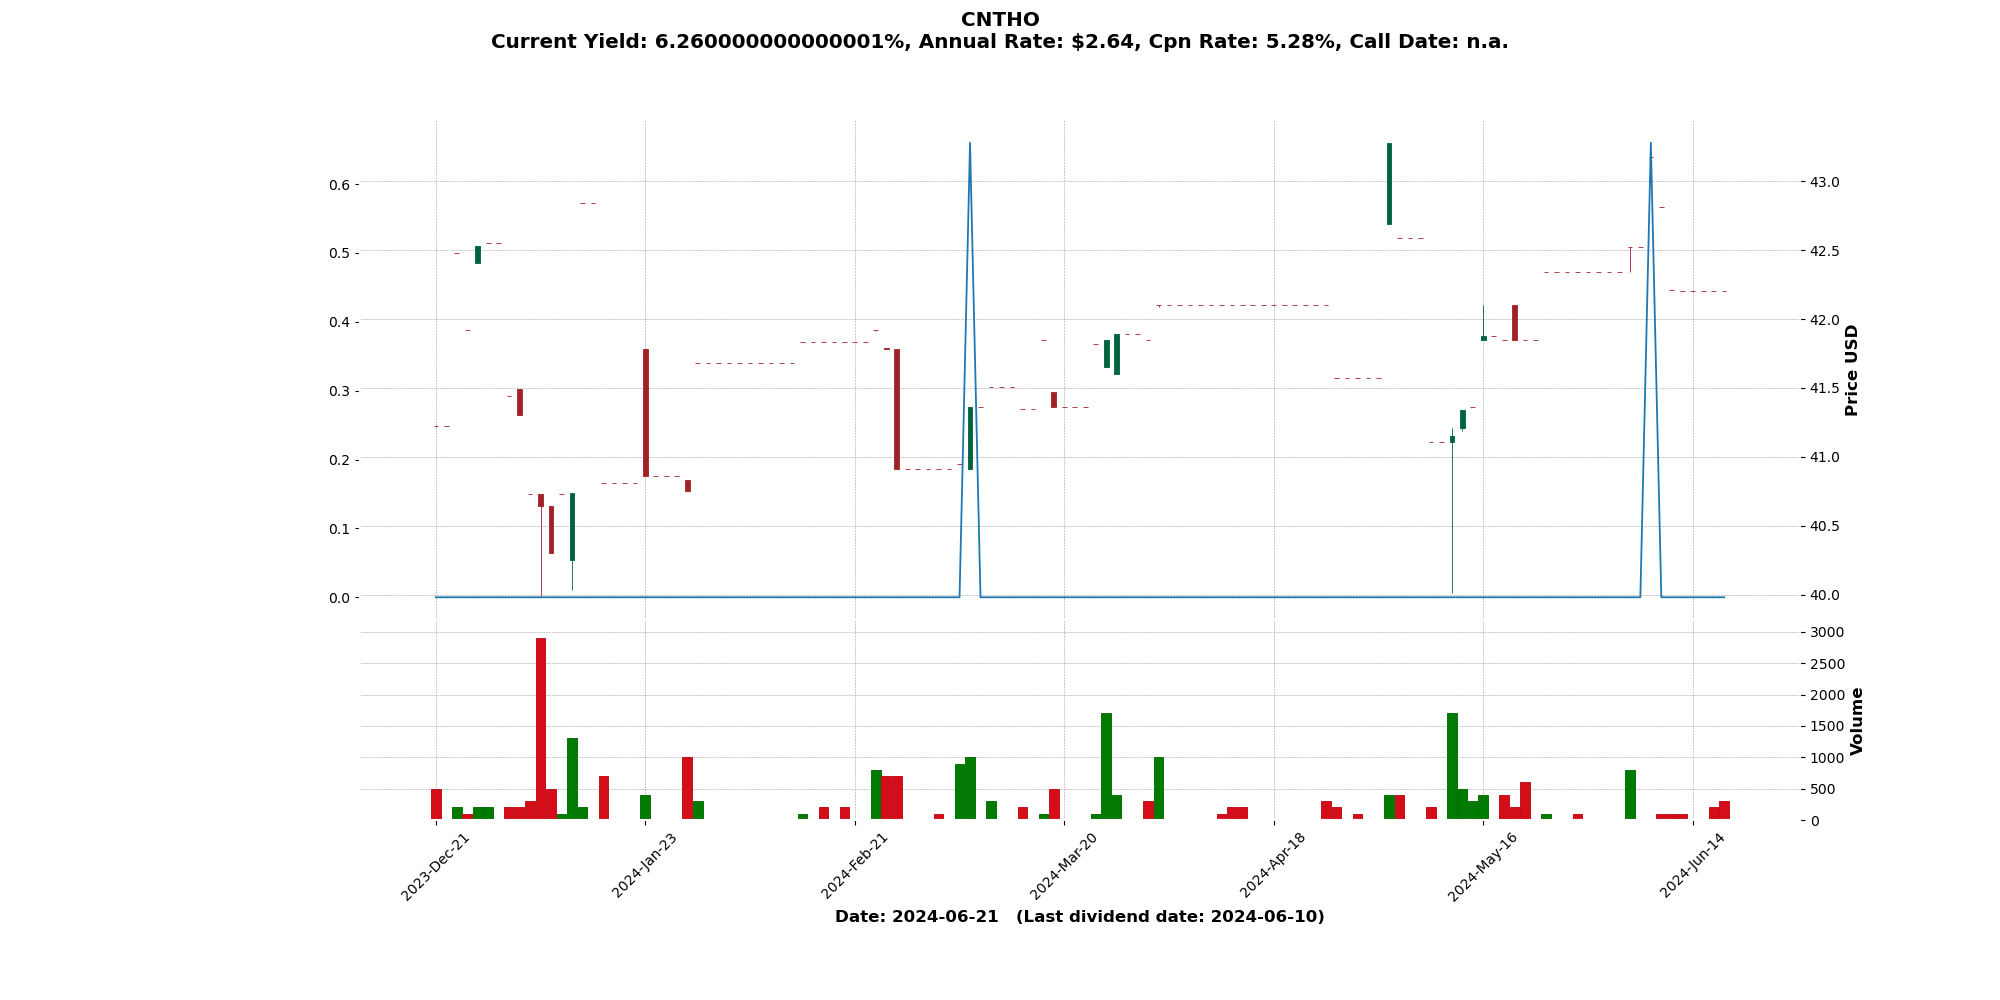 CNTHO
Current Yield: 6.260000000000001%, Annual Rate: $2.64, Cpn Rate: 5.28%, Call Date: n.a.
0.6
0.5
0.4
0.3
0.2
0.1
0.0
43.0
42.5
42.0
41.5
41.0
40.5
40.0
Price USD
3000
2500
2000
1500
1000
500
0
Volume
2023-Dec-21
2024-Jan-23
2024-Feb-21
2024-Mar-20
2024-Apr-18
2024-May-16
2024-Jun-14
Date: 2024-06-21 (Last dividend date: 2024-06-10)